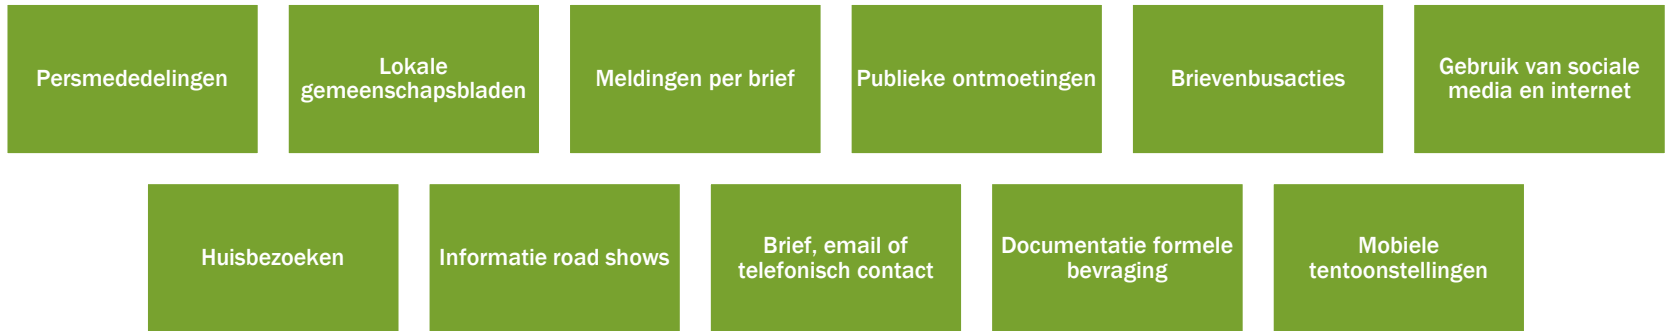 Persmededelingen
Lokale
gemeenschapsbladen
Meldingen per brief
Publieke ontmoetingen
Brievenbusacties
Gebruik van sociale
media en internet
Huisbezoeken
Informatie road shows
Brief, email of
telefonisch contact
Documentatie formele
bevraging
Mobiele
tentoonstellingen